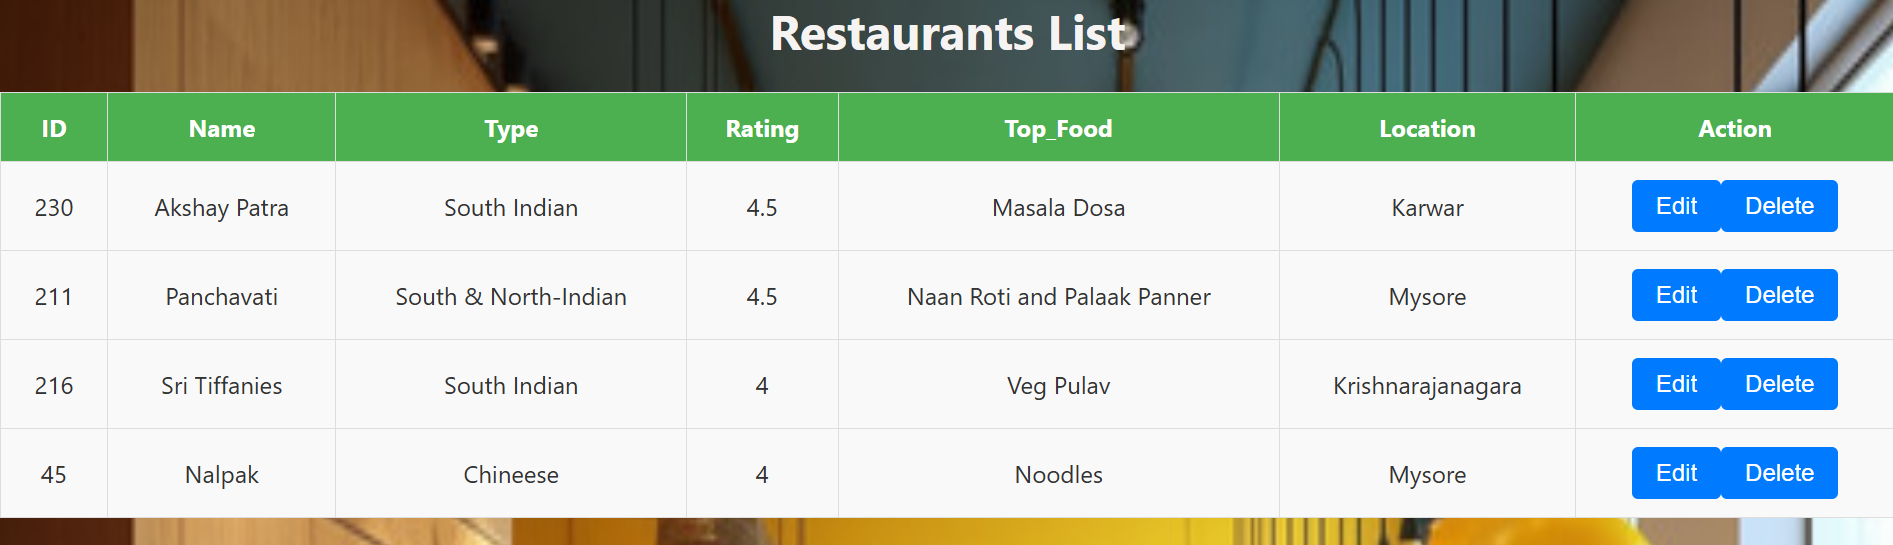 Restaurants List
ID Name Type Rating Top_Food Location Action
230 Akshay Patra South Indian 4.5 Masala Dosa Karwar Edit Delete
211 Panchavati South & North-Indian 4.5 Naan Roti and Palaak Panner Mysore Edit Delete
216 Sri Tiffanies South Indian 4 Veg Pulav Krishnarajanagara Edit Delete
45 Nalpak Chineese 4 Noodles Mysore Edit Delete